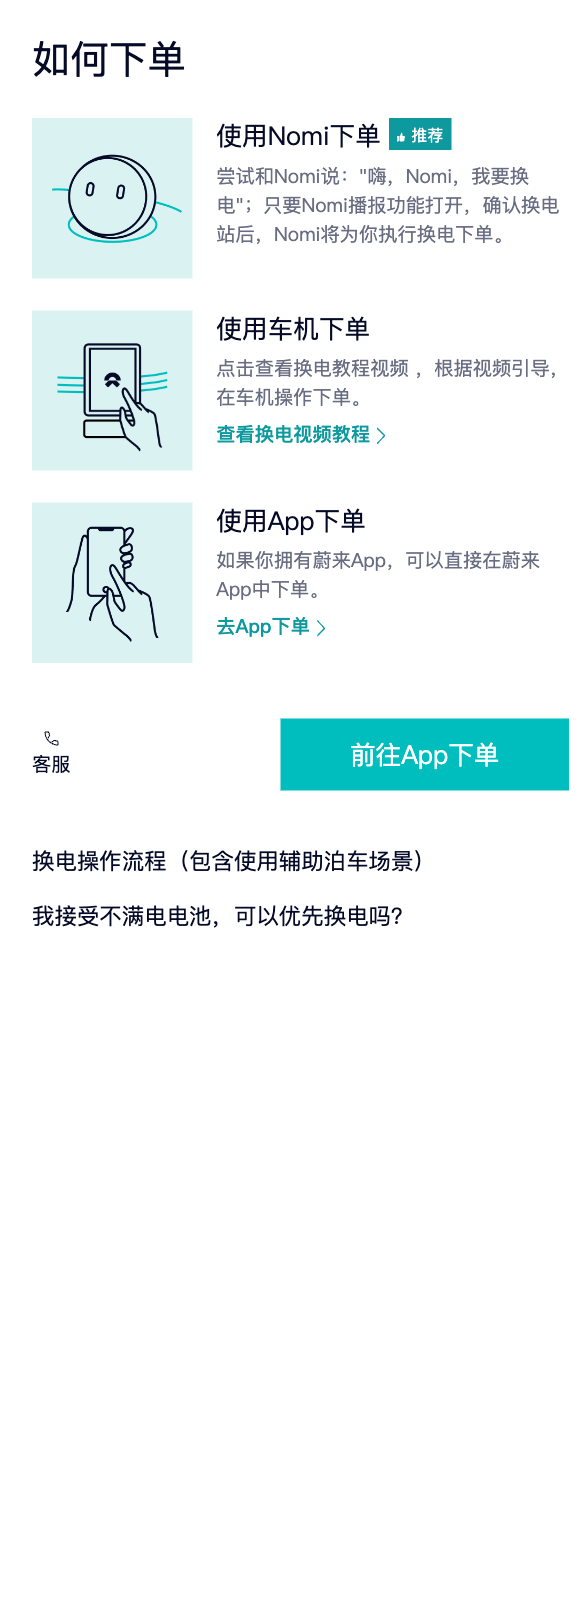 如何下单
使用Nomi下单 推荐
尝试和Nomi说："嗨，Nomi，我要换
电"；只要Nomi播报功能打开，确认换电
站后，Nomi将为你执行换电下单。
使用车机下单
点击查看换电教程视频 ，根据视频引导，
在车机操作下单。
查看换电视频教程
使用App下单
如果你拥有蔚来App，可以直接在蔚来
App中下单。
去App下单
客服
前往App下单
换电操作流程（包含使用辅助泊车场景）
我接受不满电电池，可以优先换电吗?